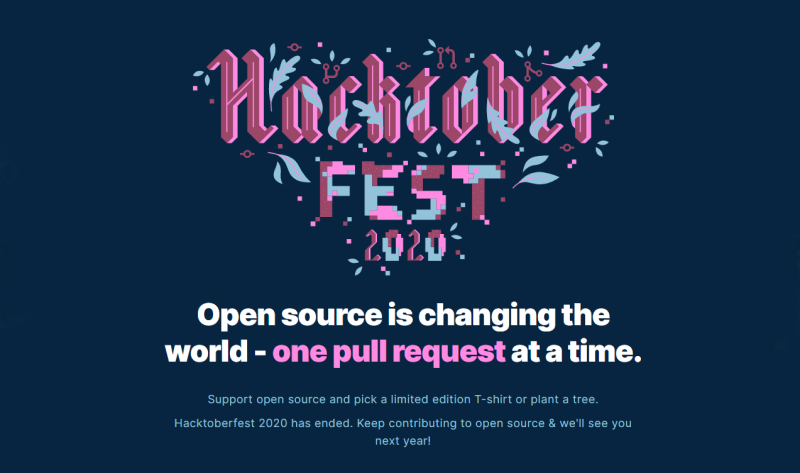 Hacktober
FEST
2020
Open source is changing the
world - one pull request at a time.
Support open source and pick a limited edition T-shirt or plant a tree.
Hacktoberfest 2020 has ended. Keep contributing to open source & we'll see you
next year!